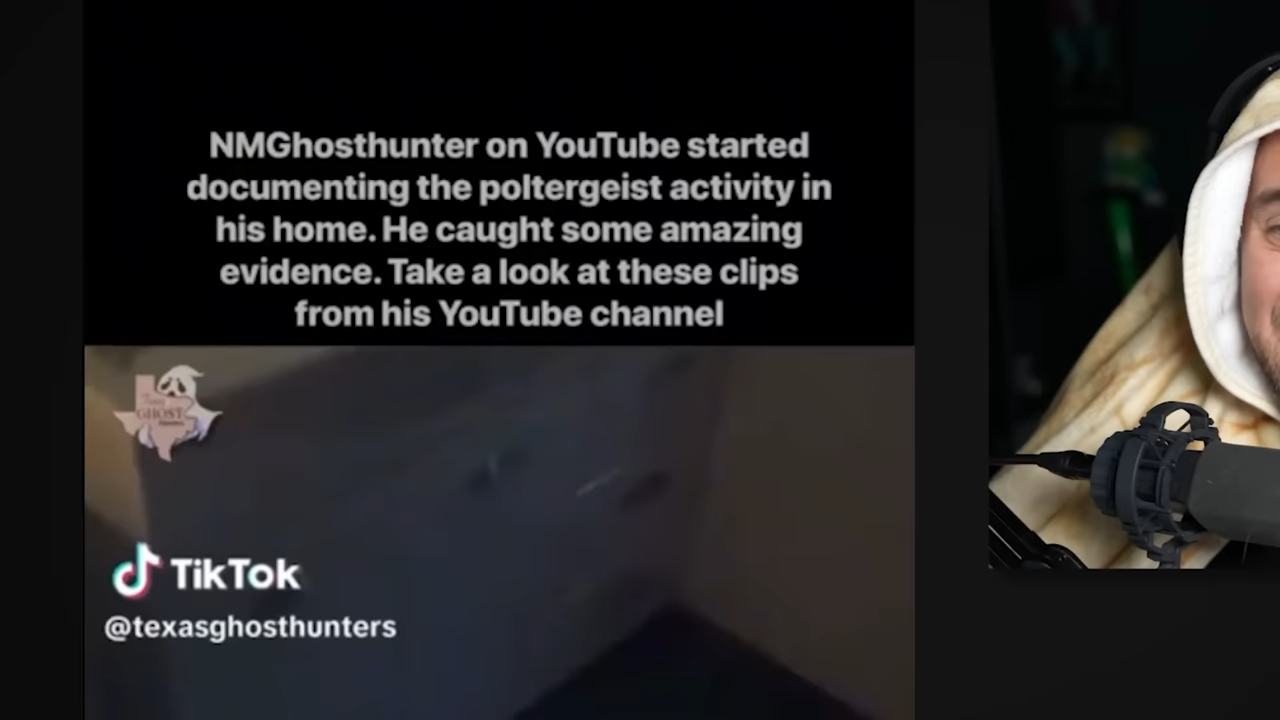 NMGhosthunter on YouTube started
documenting the poltergeist activity in
his home. He caught some amazing
evidence. Take a look at these clips
from his YouTube channel
GHOST
TikTok
@texasghosthunters